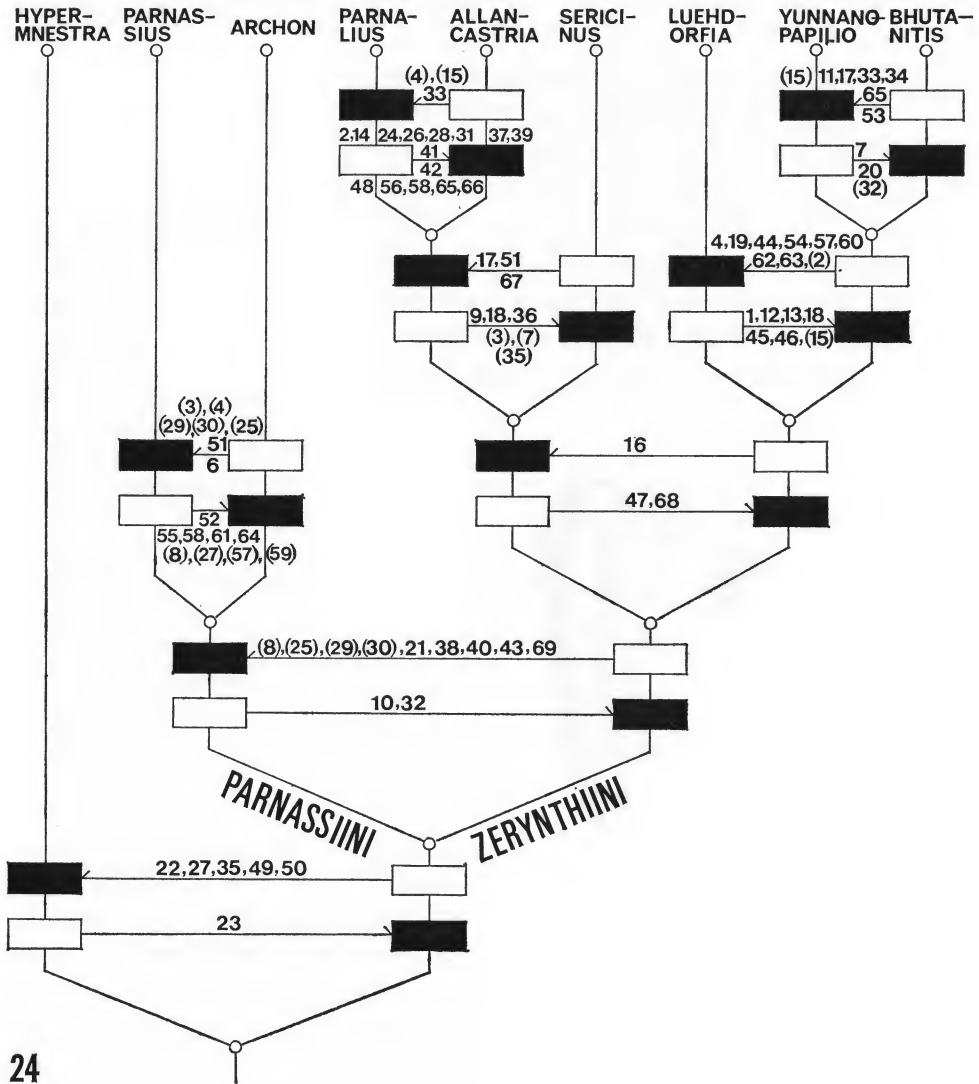 HYPER-
MNESTRA
PARNAS-
SIUS
ARCHON
PARNA-
LIUS
ALLAN-
CASTRIA
SERICI-
NUS
LUEHD-
ORFIA
YUNNANO-
PAPILIO
BHUTA-
NITIS
(4), (15)
33
(15) 11,17,33,34
65
53
2,14 24,26,28,31 37,39
41
42
48 56,58,65,66
7
20
(32)
4,19,44,54,57,60
62,63,(2)
17,51
67
9,18,36
(3), (7)
(35)
1,12,13,18
45,46,(15)
(3), (4)
(29),(30), (25)
51
6
16
52
55,58,61,64
(8), (27), (57), (59)
47,68
(8), (25), (29), (30), 21, 38, 40, 43, 69
10,32
PARNASSIINI
ZERYNTHIINI
22,27,35,49,50
23
24